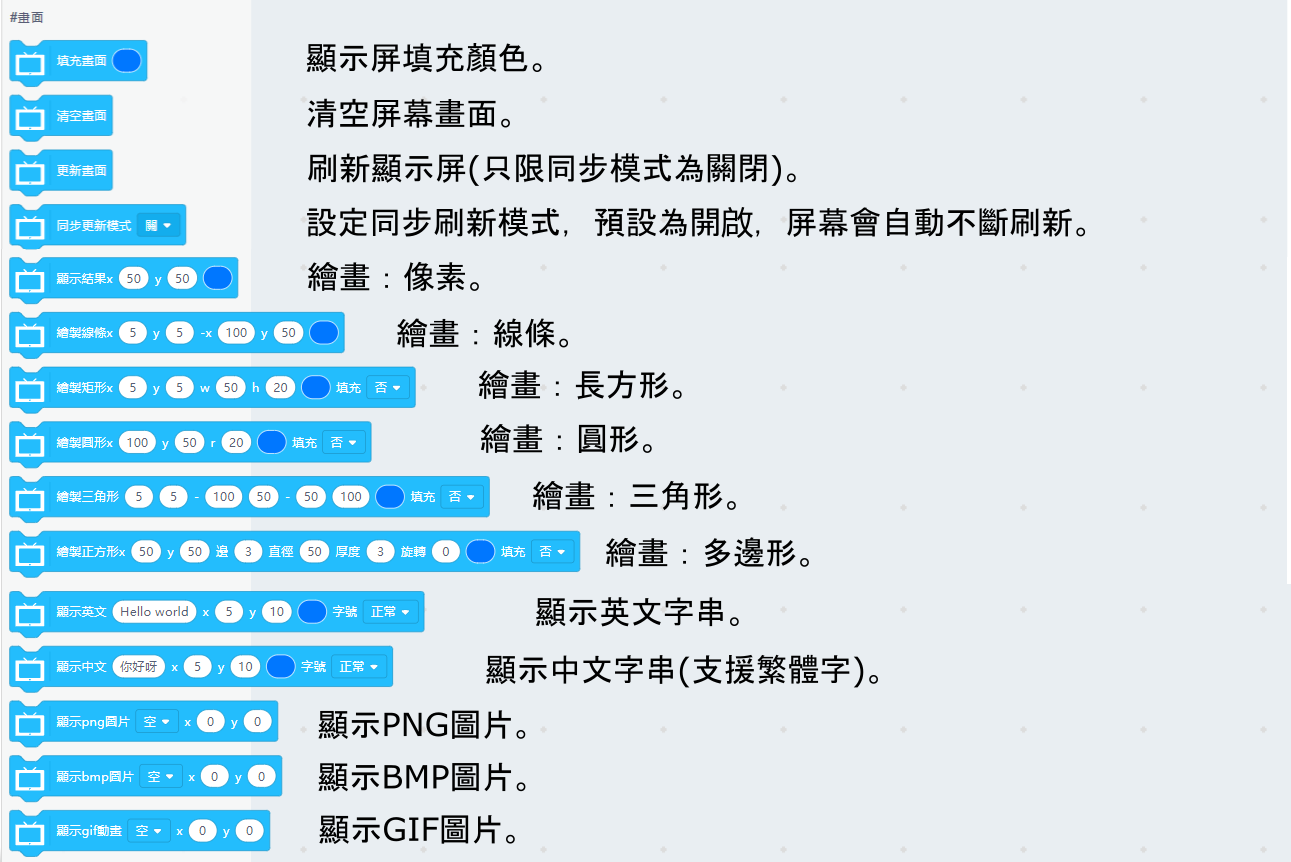 #畫面
填充畫面 顯示屏填充顏色。
清空畫面 清空屏幕畫面。
更新畫面 刷新顯示屏(只限同步模式為關閉)。
同步更新模式 關 設定同步刷新模式，預設為開啟，屏幕會自動不斷刷新。
顯示结果x 50 y 50 繪畫：像素。
繪製線條x 5 y 5 -x 100 y 50 繪畫：線條。
繪製矩形x 5 y 5 w 50 h 20 填充 否 繪畫：長方形。
繪製圓形x 100 y 50 r 20 填充 否 繪畫：圓形。
繪製三角形 5 5 - 100 50 - 50 100 填充 否 繪畫：三角形。
繪製正方形x 50 y 50 邊 3 直徑 50 厚度 3 旋轉 0 填充 否 繪畫：多邊形。
顯示英文 Hello world x 5 y 10 字號 正常 顯示英文字串。
顯示中文 你好呀 x 5 y 10 字號 正常 顯示中文字串(支援繁體字)。
顯示png圖片 空 x 0 y 0 顯示PNG圖片。
顯示bmp圖片 空 x 0 y 0 顯示BMP圖片。
顯示gif動畫 空 x 0 y 0 顯示GIF圖片。